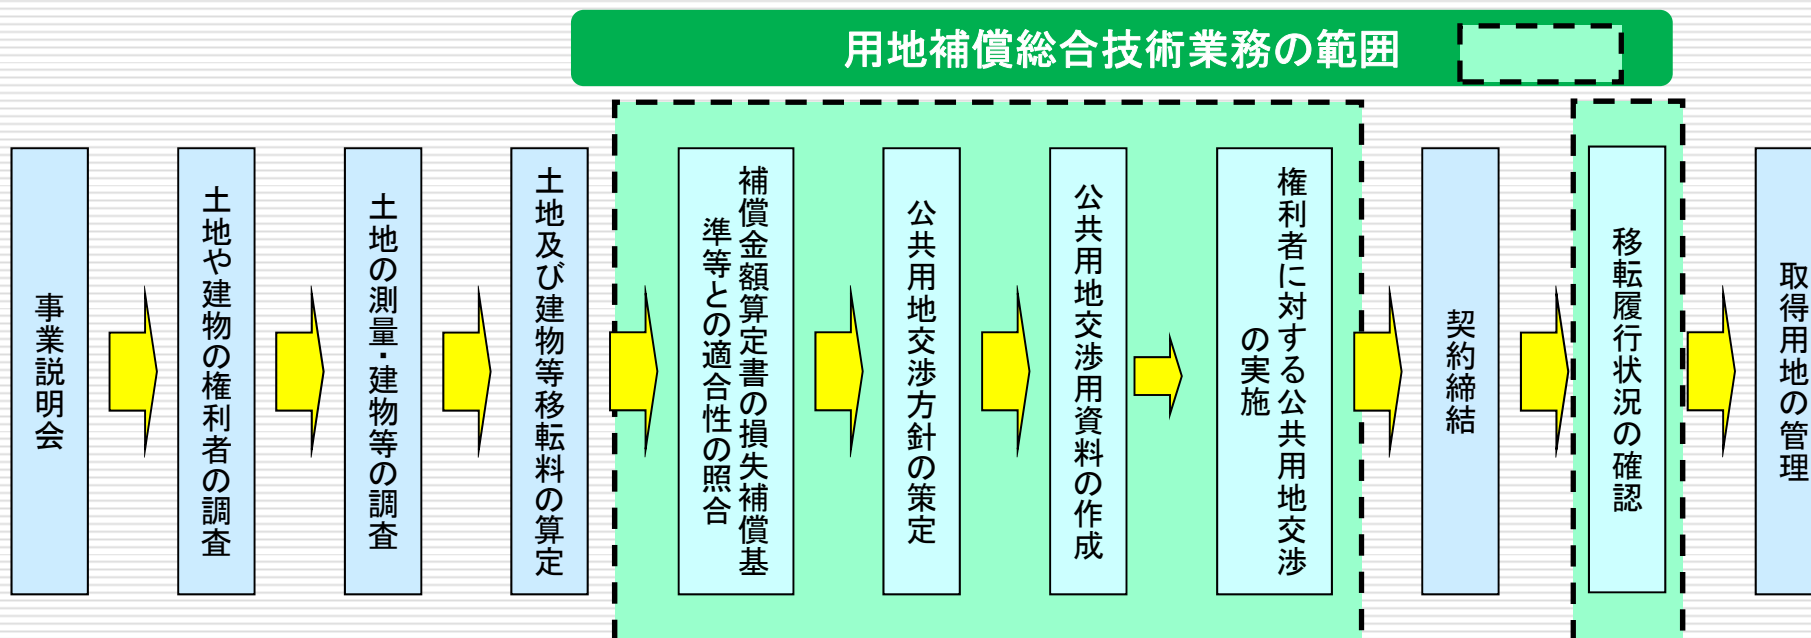 用地補償総合技術業務の範囲
事業説明会
土地や建物の権利者の調査
土地の測量・建物等の調査
土地及び建物等移転料の算定
補償金額算定書の損失補償基
準等との適合性の照合
公共用地交渉方針の策定
公共用地交渉用資料の作成
権利者に対する公共用地交渉
の実施
契約締結
移転履行状況の確認
取得用地の管理